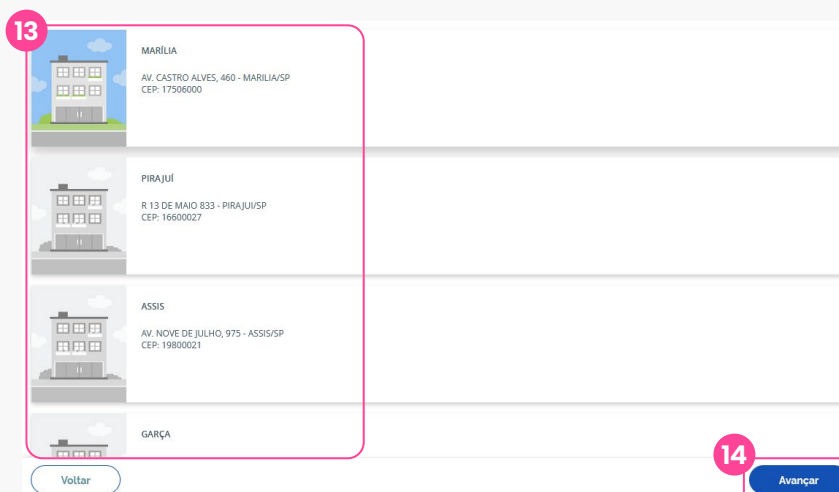 13
MARÍLIA
AV. CASTRO ALVES, 460 - MARILIA/SP
CEP: 17506000
PIRAJUÍ
R 13 DE MAIO 833 - PIRAJUI/SP
CEP: 16600027
ASSIS
AV. NOVE DE JULHO, 975 - ASSIS/SP
CEP: 19800021
GARÇA
14
Voltar
Avançar